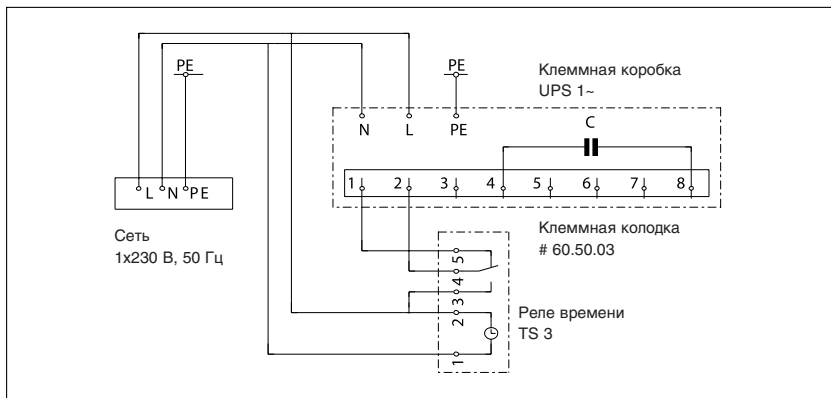 PE
PE
Клеммная коробка
UPS 1~
N L PE
C
L N PE
1 2 3 4 5 6 7 8
Сеть
1x230 В, 50 Гц
Клеммная колодка
# 60.50.03
5
4
3
2
1
Реле времени
TS 3